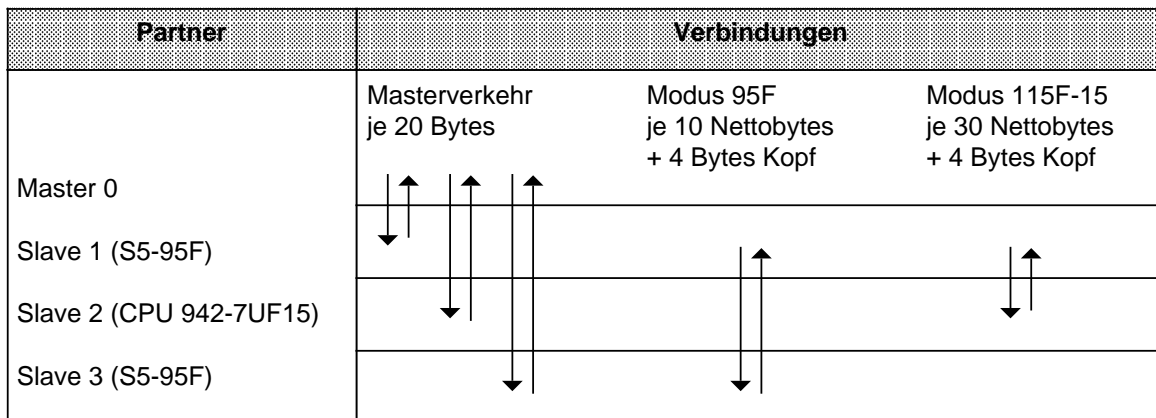 Partner
Verbindungen
Masterverkehr
je 20 Bytes
Modus 95F
je 10 Nettobytes
+ 4 Bytes Kopf
Modus 115F-15
je 30 Nettobytes
+ 4 Bytes Kopf
Master 0
Slave 1 (S5-95F)
Slave 2 (CPU 942-7UF15)
Slave 3 (S5-95F)